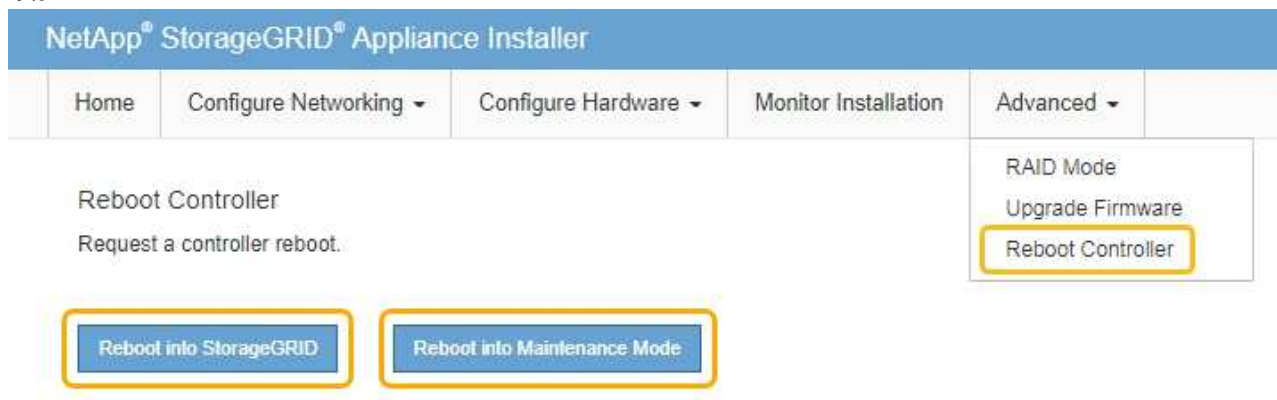 NetApp® StorageGRID® Appliance Installer
Home Configure Networking Configure Hardware Monitor Installation Advanced
RAID Mode
Upgrade Firmware
Reboot Controller
Reboot Controller
Request a controller reboot.
Reboot into StorageGRID Reboot into Maintenance Mode